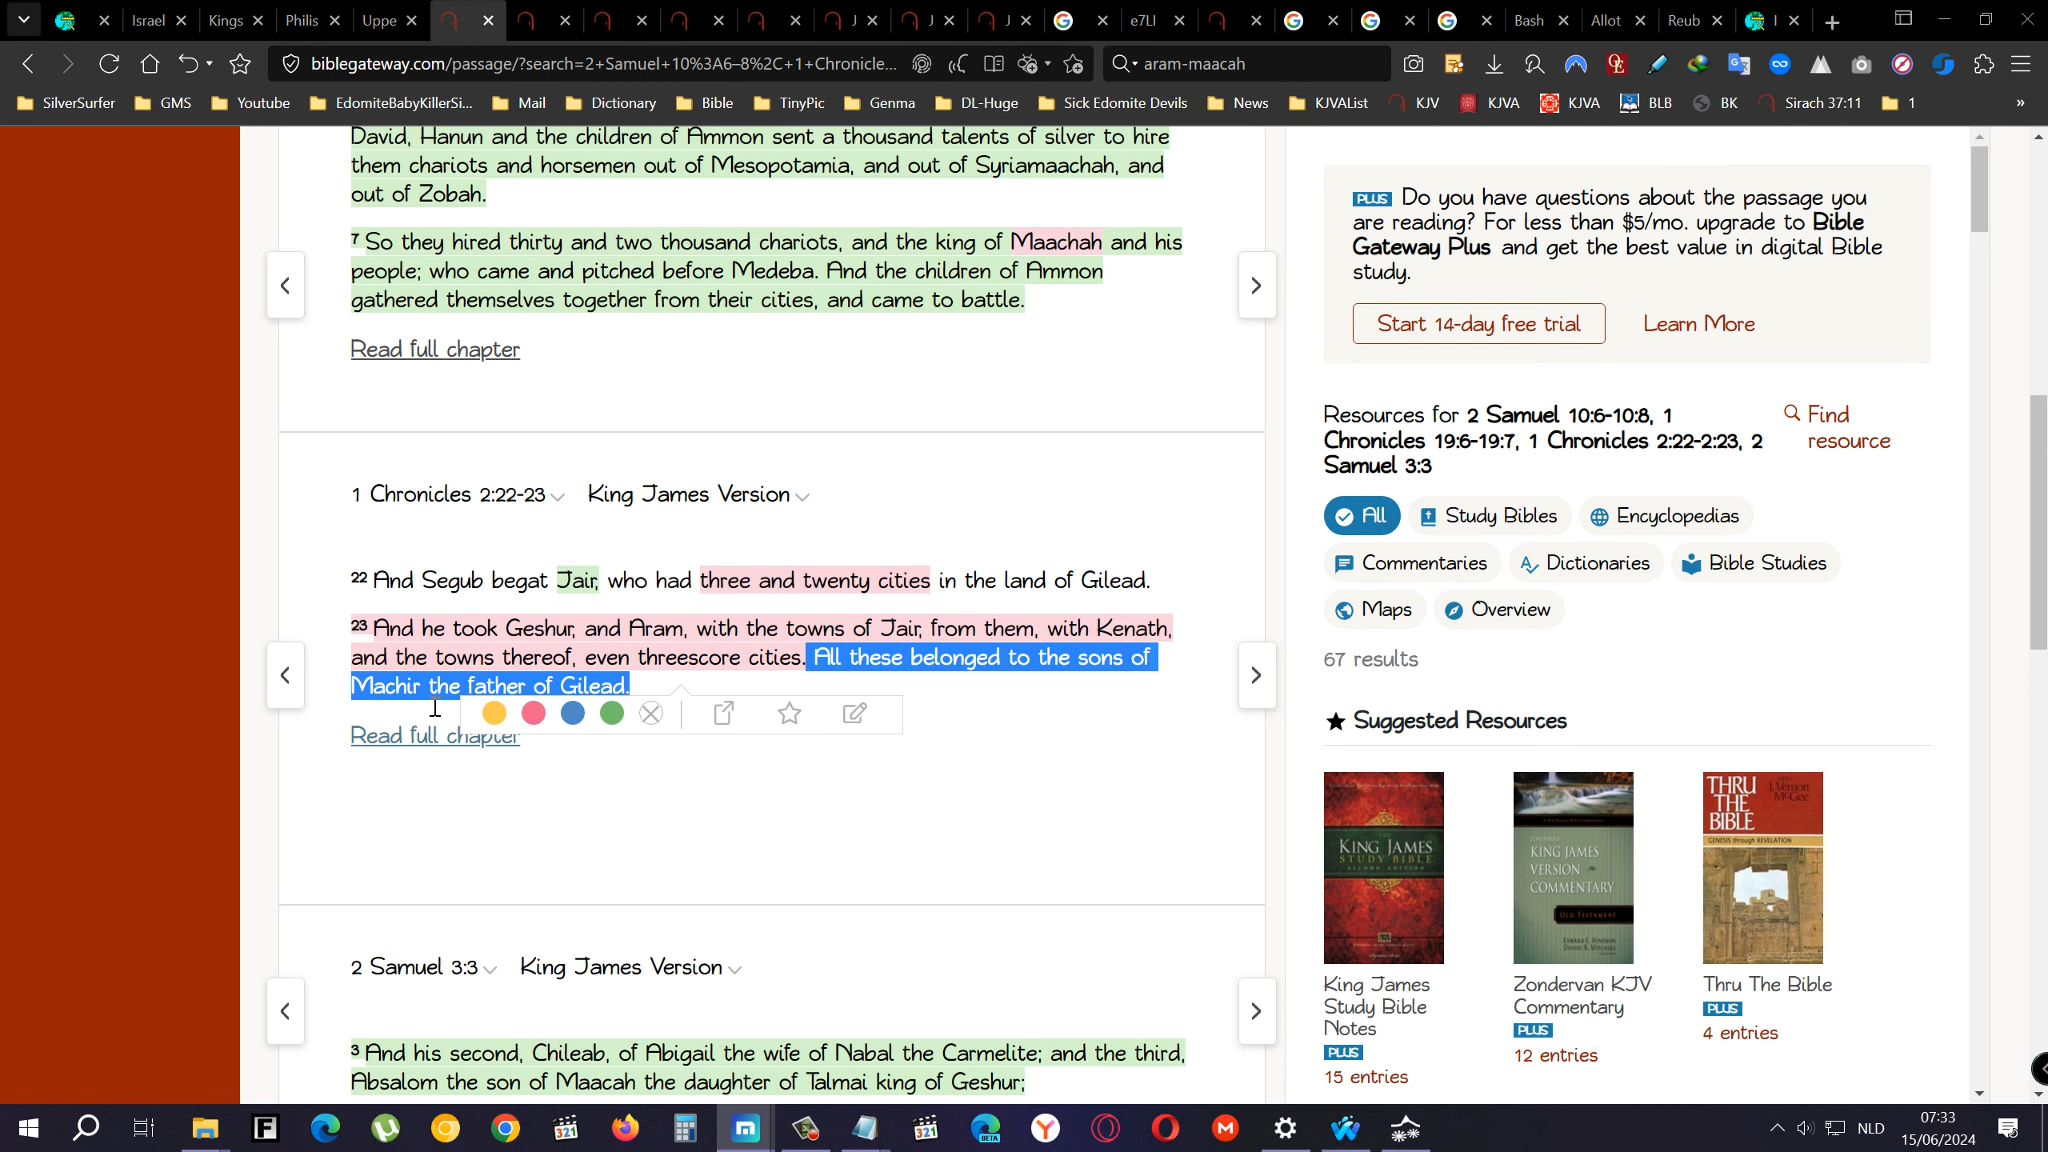 Israel
Kings
Philis
Uppe
J
J
J
e7LI
Bash
Allot
Reub
I
biblegateway.com/passage/?search=2+Samuel+10%3A6–8%2C+1+Chronicle...
aram-maacah
SilverSurfer
GMS
Youtube
EdomiteBabyKillerSi...
Mail
Dictionary
Bible
TinyPic
Genma
DL-Huge
Sick Edomite Devils
News
KJVAList
KJV
KJVA
KJVA
BLB
BK
Sirach 37:11
1
»
David, Hanun and the children of Ammon sent a thousand talents of silver to hire
them chariots and horsemen out of Mesopotamia, and out of Syriamaachah, and
out of Zobah.
7 So they hired thirty and two thousand chariots, and the king of Maachah and his
people; who came and pitched before Medeba. And the children of Ammon
gathered themselves together from their cities, and came to battle.
Read full chapter
1 Chronicles 2:22-23
King James Version
22 And Segub begat Jair, who had three and twenty cities in the land of Gilead.
23 And he took Geshur, and Aram, with the towns of Jair, from them, with Kenath,
and the towns thereof, even threescore cities. All these belonged to the sons of
Machir the father of Gilead.
Read full chapter
2 Samuel 3:3
King James Version
3 And his second, Chileab, of Abigail the wife of Nabal the Carmelite; and the third,
Absalom the son of Maacah the daughter of Talmai king of Geshur;
PLUS Do you have questions about the passage you
are reading? For less than $5/mo. upgrade to Bible
Gateway Plus and get the best value in digital Bible
study.
Start 14-day free trial
Learn More
Resources for 2 Samuel 10:6-10:8, 1
Chronicles 19:6-19:7, 1 Chronicles 2:22-2:23, 2
Samuel 3:3
Find
resource
All
Study Bibles
Encyclopedias
Commentaries
Dictionaries
Bible Studies
Maps
Overview
67 results
Suggested Resources
KING JAMES
STUDY BIBLE
SECOND EDITION
KING JAMES
VERSION
COMMENTARY
OLD TESTAMENT
THRU
THE
BIBLE
J. Vernon
McGee
GENESIS through REVELATION
King James
Study Bible
Notes
PLUS
15 entries
Zondervan KJV
Commentary
PLUS
12 entries
Thru The Bible
PLUS
4 entries
F
321
321
BETA
NLD
07:33
15/06/2024